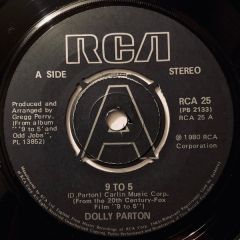 RCA
A SIDE
STEREO
Produced and
Arranged by
Gregg Perry.
(From album
"'9 to 5' and
Odd Jobs",
PL 13852)
A
RCA 25
(PB 2133)
RCA 25 A
℗ 1980 RCA
Corporation
9 TO 5
(D.Parton) Carlin Music Corp.
(From the 20th Century-Fox
Film "9 to 5")
DOLLY PARTON